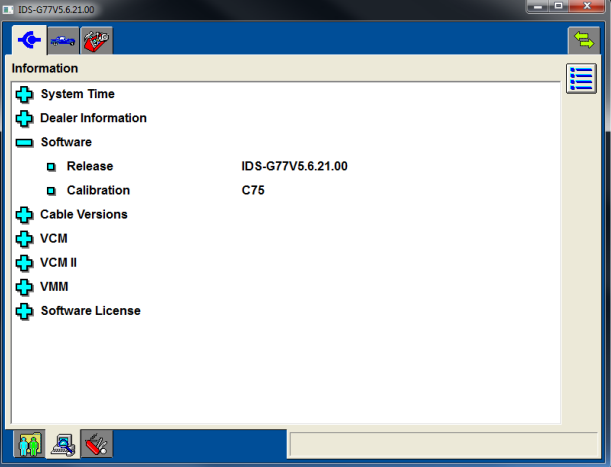 IDS-G77V5.6.21.00
Information
System Time
Dealer Information
Software
Release IDS-G77V5.6.21.00
Calibration C75
Cable Versions
VCM
VCM II
VMM
Software License